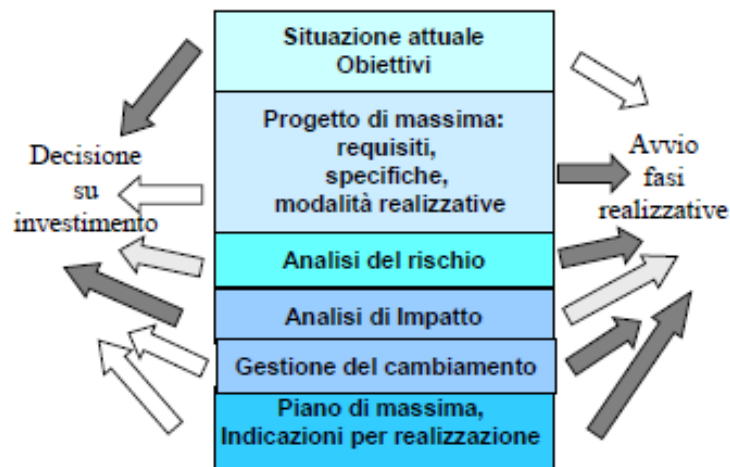 Situazione attuale
Obiettivi
Progetto di massima:
requisiti,
specifiche,
modalità realizzative
Decisione
su
investimento
Avvio
fasi
realizzative
Analisi del rischio
Analisi di Impatto
Gestione del cambiamento
Piano di massima,
Indicazioni per realizzazione